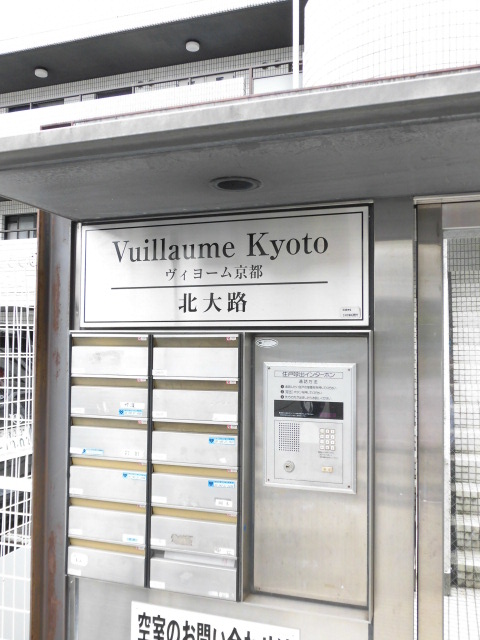 Vuillaume Kyoto
ヴィヨーム京都
北大路
住戸呼出インターホン
空室のお問い合わせは